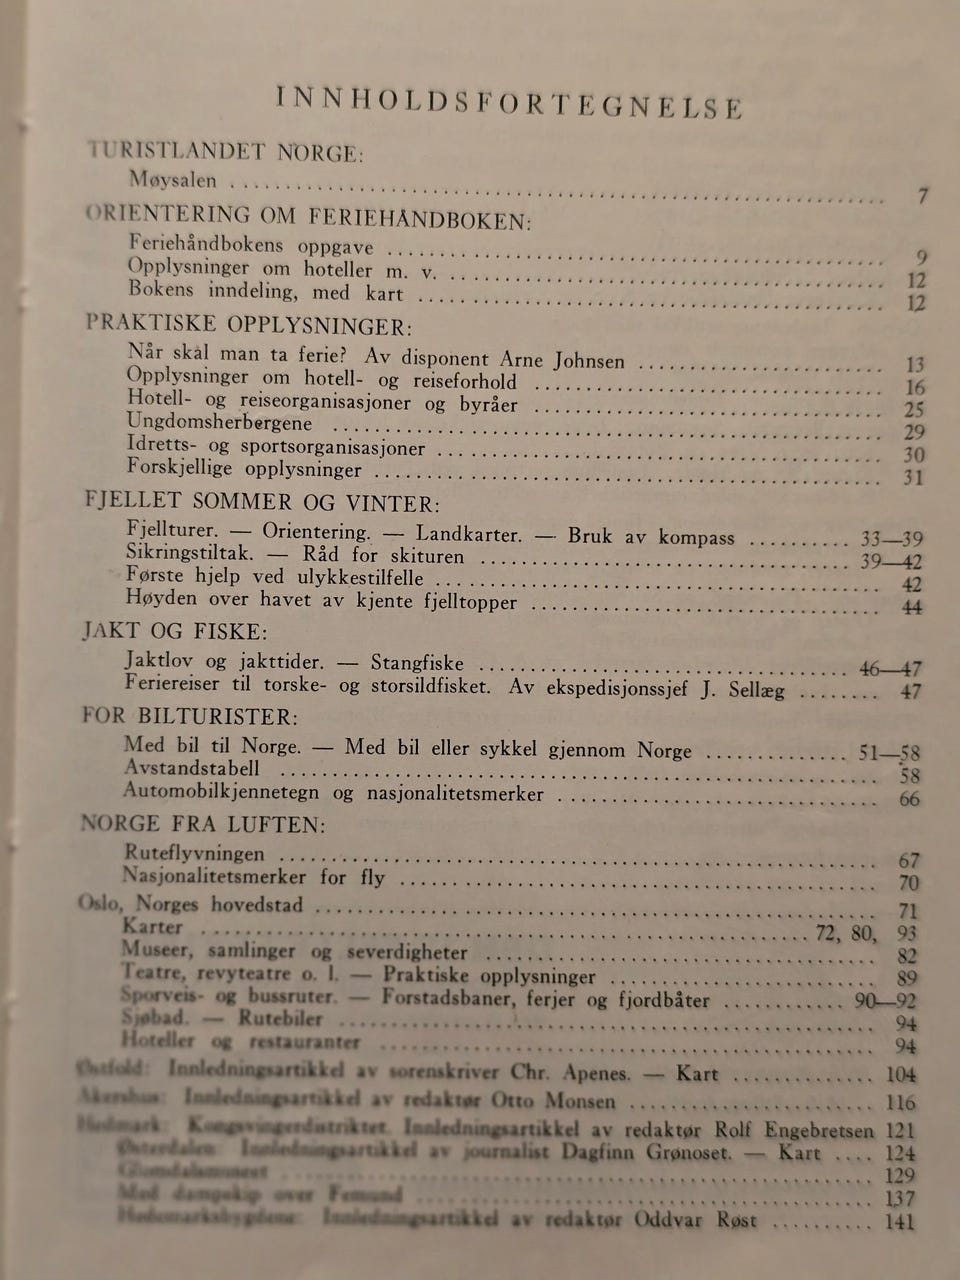 INNHOLDSFORTEGNELSE
TURISTLANDET NORGE:
Møysalen 7
ORIENTERING OM FERIEHÅNDBOKEN:
Feriehåndbokens oppgave 9
Opplysninger om hoteller m. v. 12
Bokens inndeling, med kart 12
PRAKTISKE OPPLYSNINGER:
Når skal man ta ferie? Av disponent Arne Johnsen 13
Opplysninger om hotell- og reiseforhold 16
Hotell- og reiseorganisasjoner og byråer 25
Ungdomsherbergene 29
Idretts- og sportsorganisasjoner 30
Forskjellige opplysninger 31
FJELLET SOMMER OG VINTER:
Fjellturer. — Orientering. — Landkarter. — Bruk av kompass 33—39
Sikringstiltak. — Råd for skituren 39—42
Første hjelp ved ulykkestilfelle 42
Høyden over havet av kjente fjelltopper 44
JAKT OG FISKE:
Jaktlov og jakttider. — Stangfiske 46—47
Feriereiser til torske- og storsildfisket. Av ekspedisjonssjef J. Sellæg 47
FOR BILTURISTER:
Med bil til Norge. — Med bil eller sykkel gjennom Norge 51—58
Avstandstabell 58
Automobilkjennetegn og nasjonalitetsmerker 66
NORGE FRA LUFTEN:
Ruteflyvningen 67
Nasjonalitetsmerker for fly 70
Oslo, Norges hovedstad 71
Karter 72, 80, 93
Museer, samlinger og severdigheter 82
Teatre, revyteatre o. l. — Praktiske opplysninger 89
Sporveis- og bussruter. — Forstadsbaner, ferjer og fjordbåter 90—92
Sjøbad. — Rutebiler 94
Hoteller og restauranter 94
Østfold: Innledningsartikkel av sorenskriver Chr. Apenes. — Kart 104
Akershus: Innledningsartikkel av redaktør Otto Monsen 116
Hedmark: Kongsvingerdistriktet. Innledningsartikkel av redaktør Rolf Engebretsen 121
Østerdalen. Innledningsartikkel av journalist Dagfinn Grønoset. — Kart 124
129
Med dampskip over Femund 137
Hedemarksbygdene: Innledningsartikkel av redaktør Oddvar Røst 141